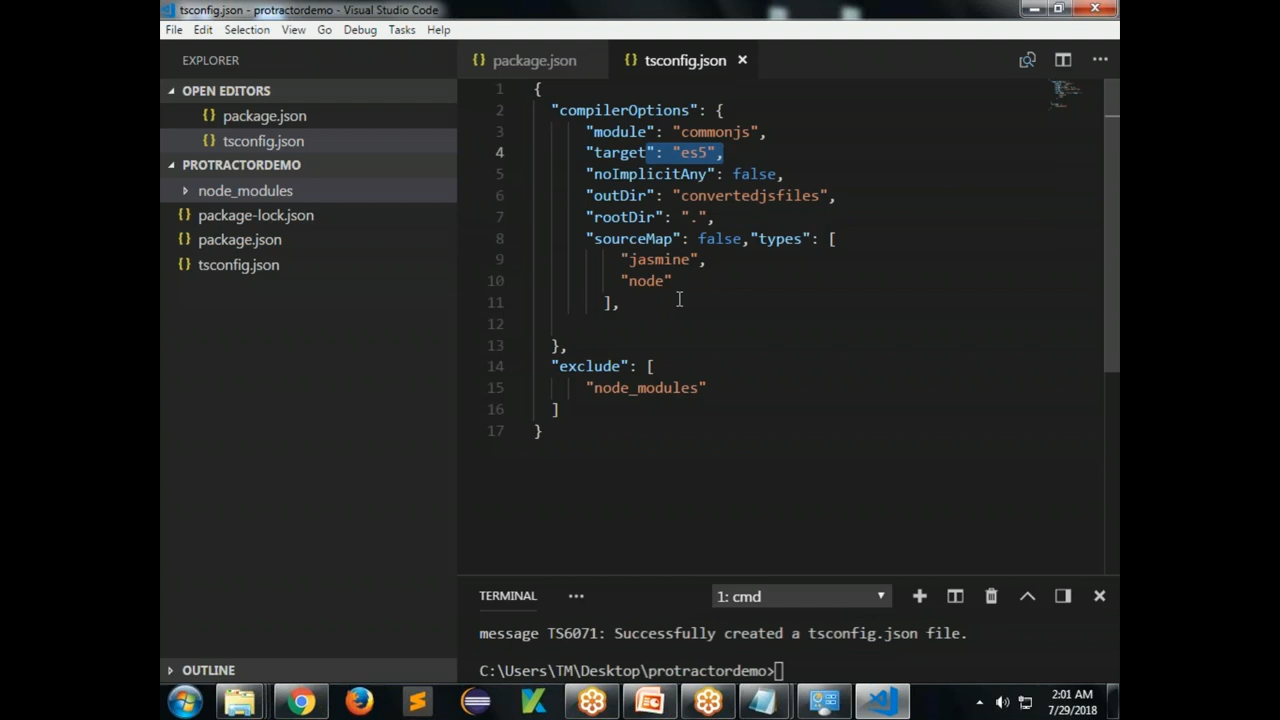 tsconfig.json - protractordemo - Visual Studio Code
File Edit Selection View Go Debug Tasks Help
EXPLORER
OPEN EDITORS
{} package.json
{} tsconfig.json
PROTRACTORDEMO
node_modules
{} package-lock.json
{} package.json
{} tsconfig.json
OUTLINE
{} package.json {} tsconfig.json
1 {
2 "compilerOptions": {
3 "module": "commonjs",
4 "target": "es5",
5 "noImplicitAny": false,
6 "outDir": "convertedjsfiles",
7 "rootDir": ".",
8 "sourceMap": false,"types": [
9 "jasmine",
10 "node"
11 ],
12
13 },
14 "exclude": [
15 "node_modules"
16 ]
17 }
TERMINAL ··· 1: cmd
message TS6071: Successfully created a tsconfig.json file.
C:\Users\TM\Desktop\protractordemo>
2:01 AM
7/29/2018